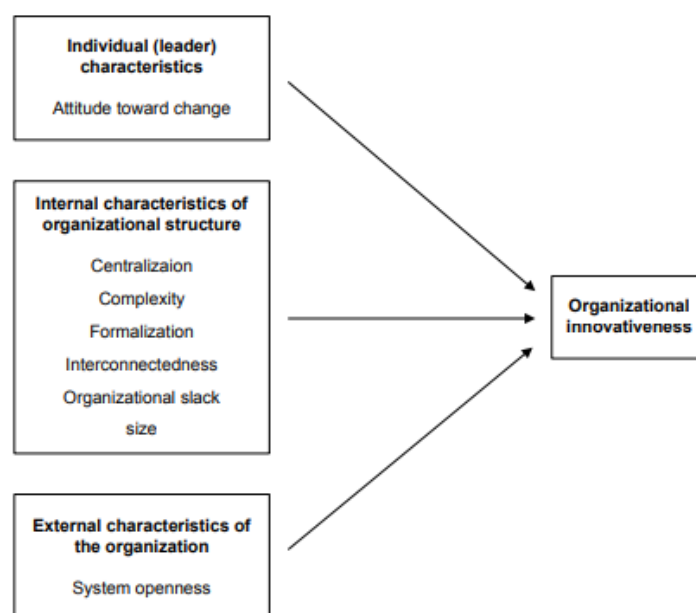 Individual (leader)
characteristics
Attitude toward change
Internal characteristics of
organizational structure
Centralizaion
Complexity
Formalization
Interconnectedness
Organizational slack
size
Organizational
innovativeness
External characteristics of
the organization
System openness